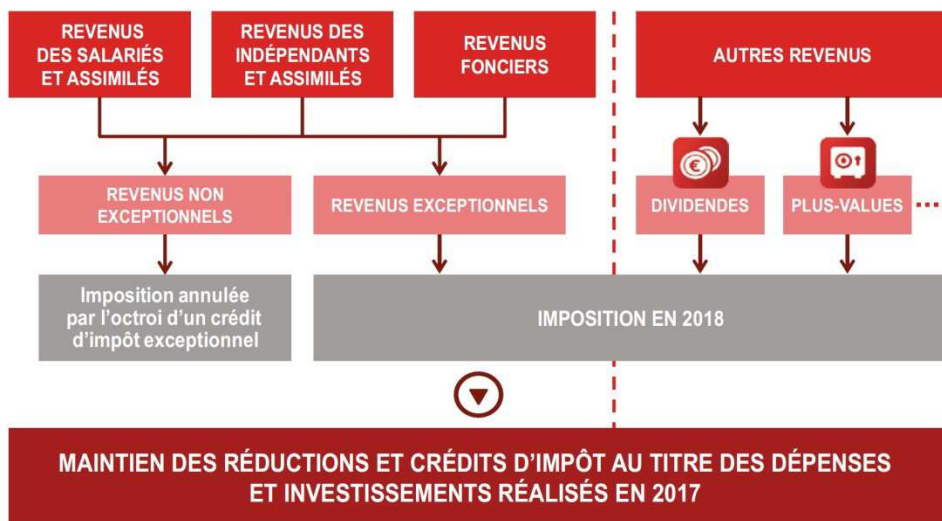 REVENUS
DES SALARIÉS
ET ASSIMILÉS
REVENUS DES
INDÉPENDANTS
ET ASSIMILÉS
REVENUS
FONCIERS
AUTRES REVENUS
€
REVENUS NON
EXCEPTIONNELS
REVENUS EXCEPTIONNELS
DIVIDENDES
PLUS-VALUES
Imposition annulée
par l'octroi d'un crédit
d'impôt exceptionnel
IMPOSITION EN 2018
MAINTIEN DES RÉDUCTIONS ET CRÉDITS D'IMPÔT AU TITRE DES DÉPENSES
ET INVESTISSEMENTS RÉALISÉS EN 2017